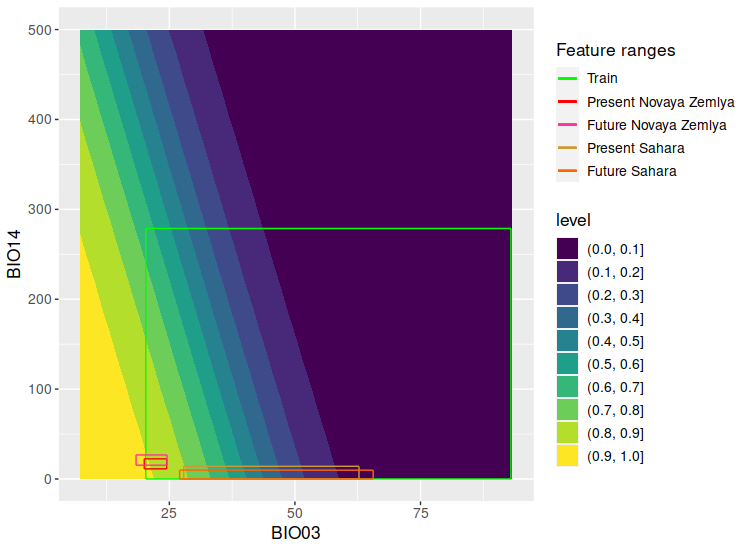 500
400
300
200
100
0
BIO14
25
50
75
BIO03
Feature ranges
Train
Present Novaya Zemlya
Future Novaya Zemlya
Present Sahara
Future Sahara
level
(0.0, 0.1]
(0.1, 0.2]
(0.2, 0.3]
(0.3, 0.4]
(0.4, 0.5]
(0.5, 0.6]
(0.6, 0.7]
(0.7, 0.8]
(0.8, 0.9]
(0.9, 1.0]